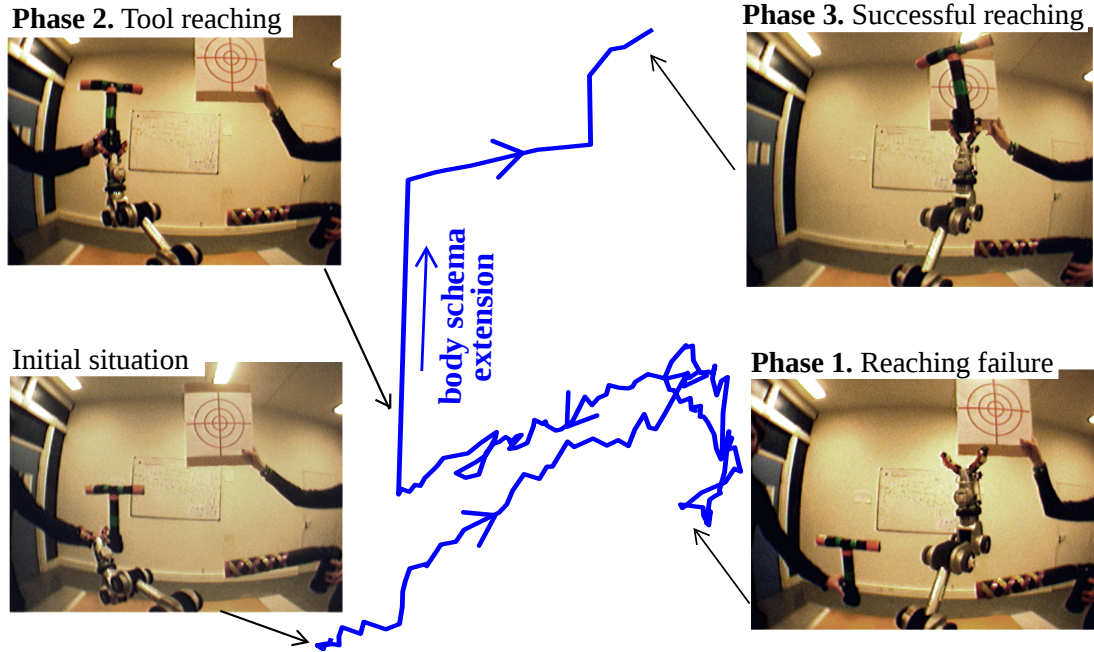 Phase 2. Tool reaching
Phase 3. Successful reaching
body schema
extension
Initial situation
Phase 1. Reaching failure